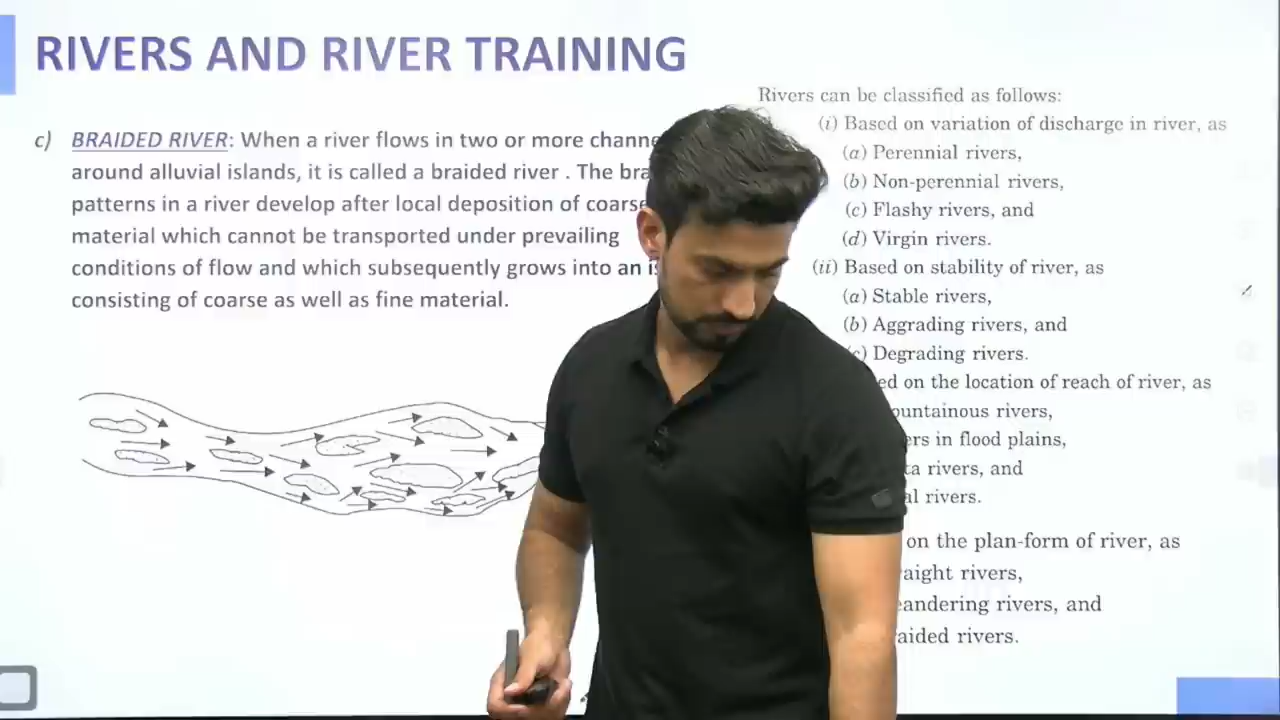 RIVERS AND RIVER TRAINING
c) BRAIDED RIVER: When a river flows in two or more
around alluvial islands, it is called a braided river . The
patterns in a river develop after local deposition of coarse
material which cannot be transported under prevailing
conditions of flow and which subsequently grows into an
consisting of coarse as well as fine material.
Rivers can be classified as follows:
(i) Based on variation of discharge in river, as
(a) Perennial rivers,
(b) Non-perennial rivers,
(c) Flashy rivers, and
(d) Virgin rivers.
(ii) Based on stability of river, as
(a) Stable rivers,
(b) Aggrading rivers, and
(c) Degrading rivers.
on the location of reach of river, as
rivers,
in flood plains,
rivers, and
rivers.
on the plan-form of river, as
rivers,
rivers, and
rivers.